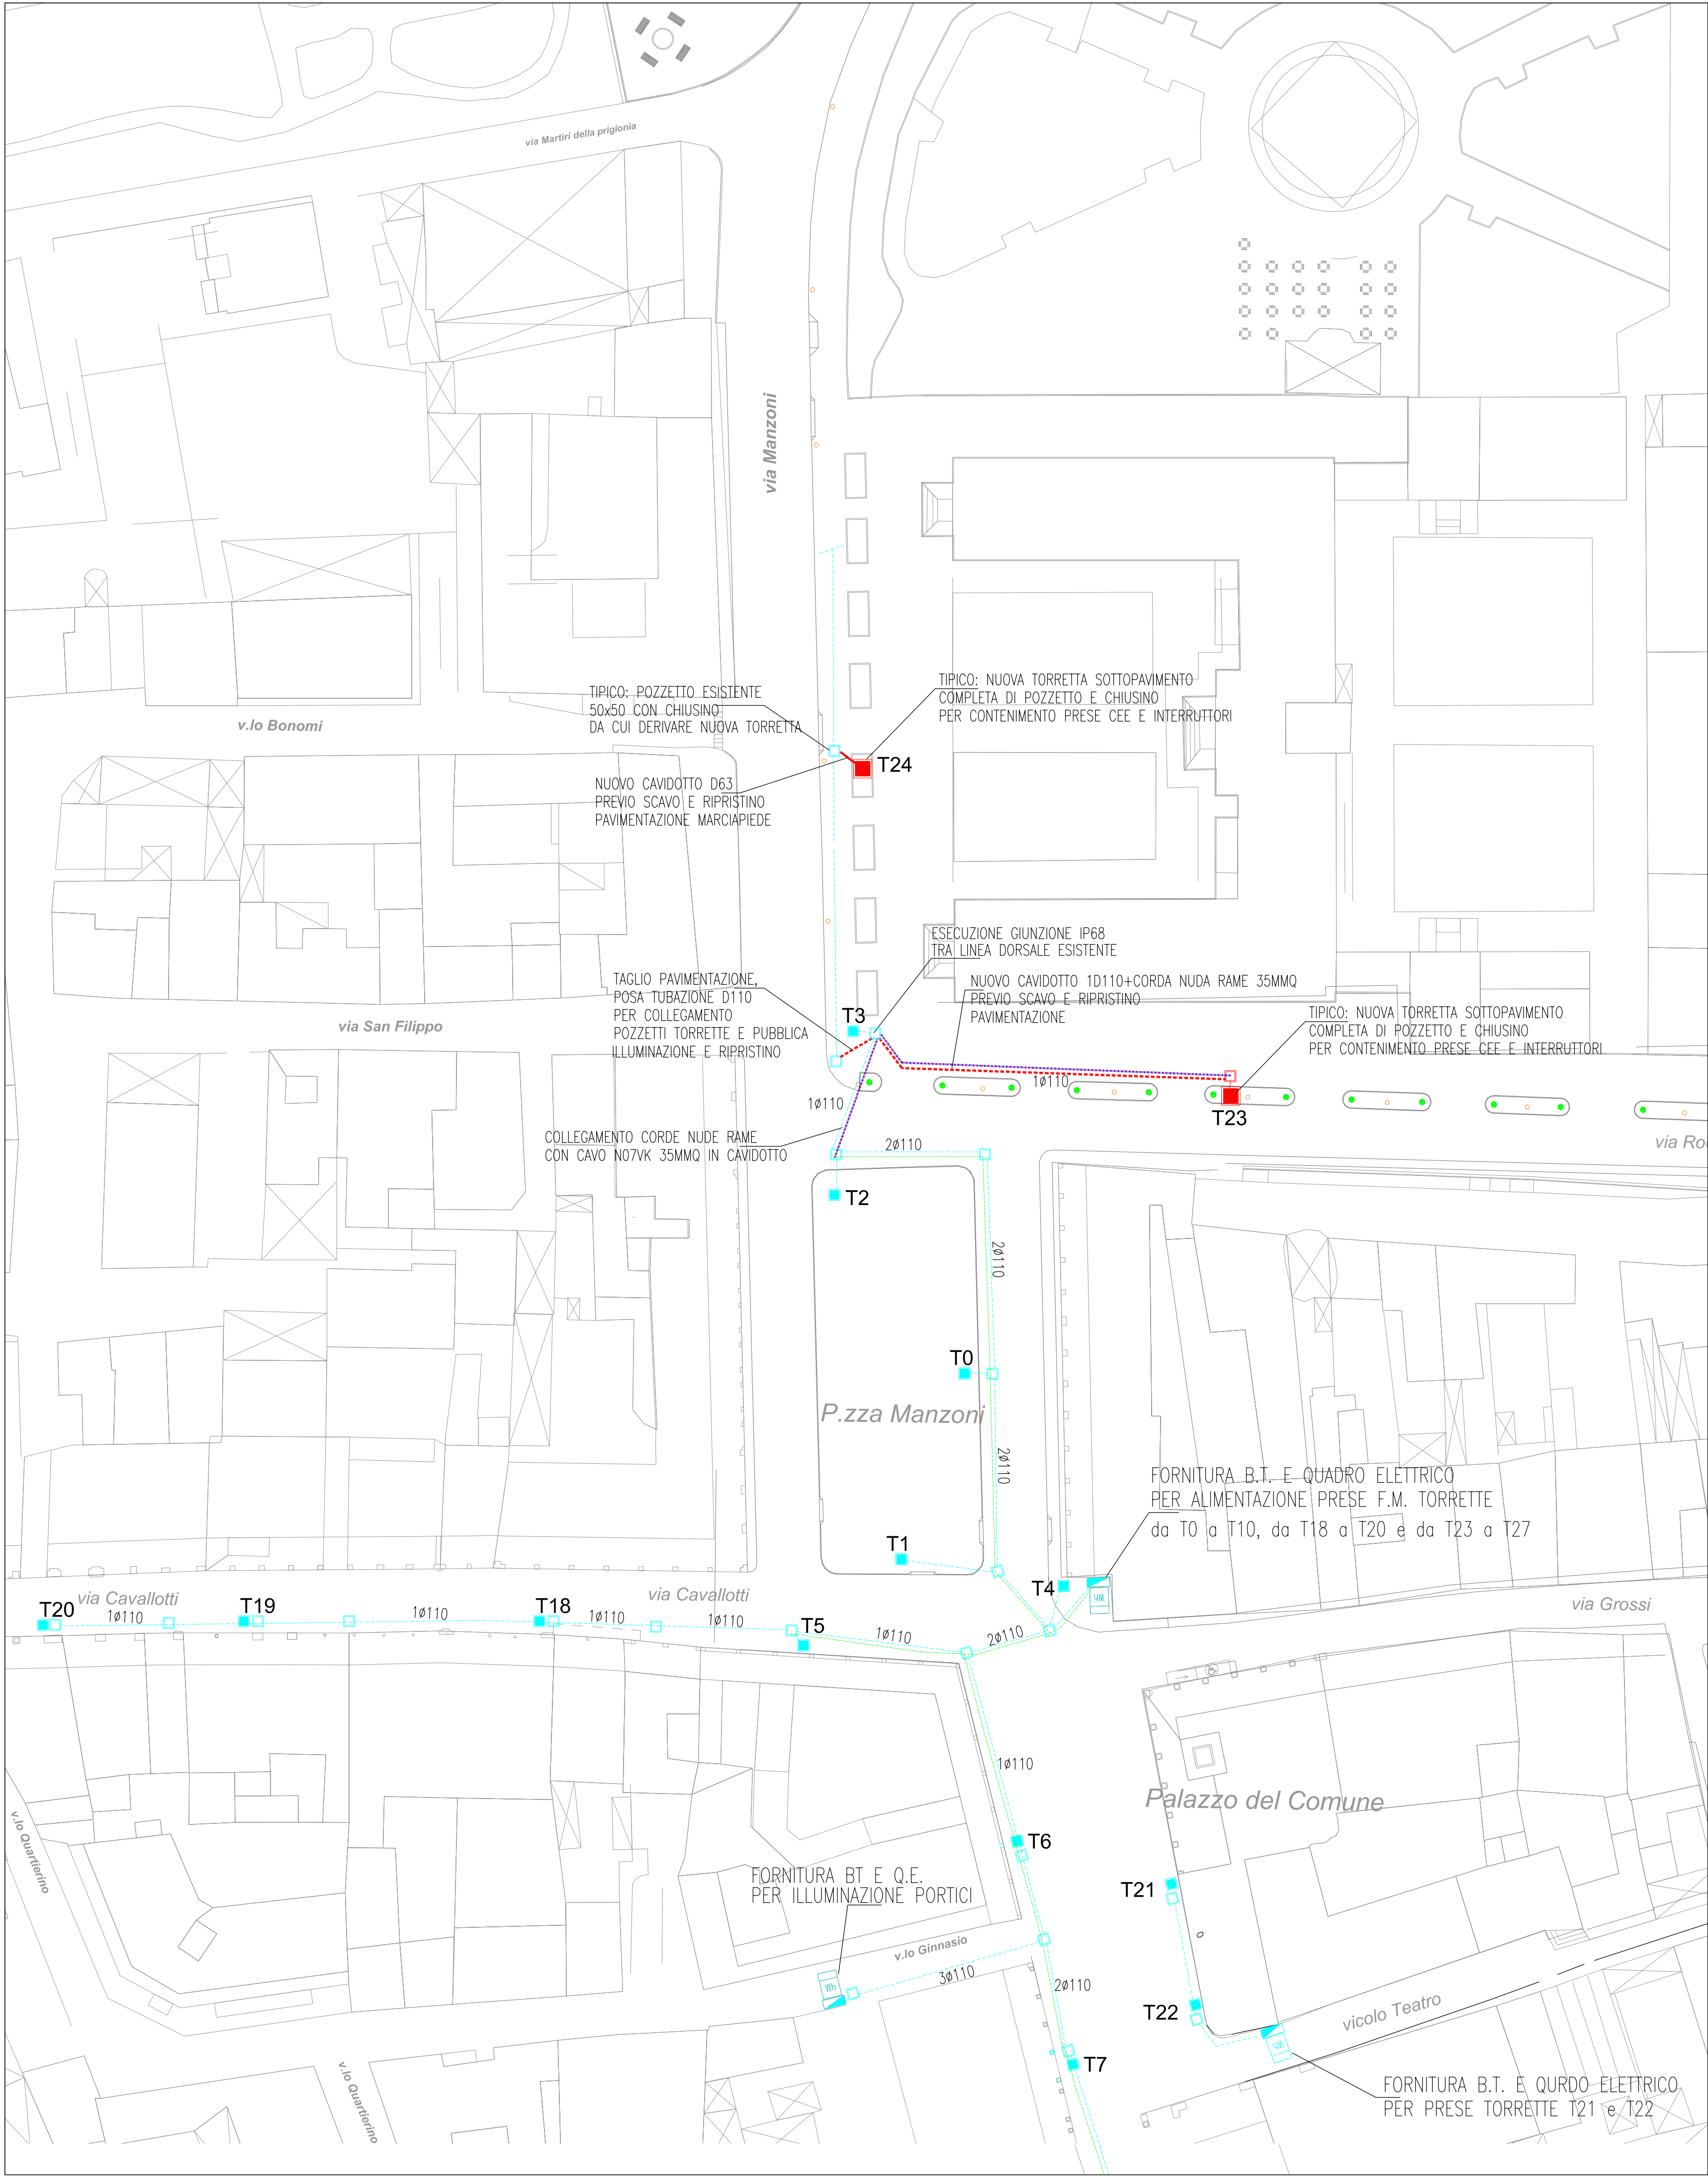 via Martiri della prigionia
via Manzoni
TIPICO: POZZETTO ESISTENTE
50x50 CON CHIUSINO
DA CUI DERIVARE NUOVA TORRETTA
TIPICO: NUOVA TORRETTA SOTTOPAVIMENTO
COMPLETA DI POZZETTO E CHIUSINO
PER CONTENIMENTO PRESE CEE E INTERRUTTORI
v.lo Bonomi
T24
NUOVO CAVIDOTTO D63
PREVIO SCAVO E RIPRISTINO
PAVIMENTAZIONE MARCIAPIEDE
ESECUZIONE GIUNZIONE IP68
TRA LINEA DORSALE ESISTENTE
TAGLIO PAVIMENTAZIONE,
POSA TUBAZIONE D110
PER COLLEGAMENTO
POZZETTI TORRETTE E PUBBLICA
ILLUMINAZIONE E RIPRISTINO
NUOVO CAVIDOTTO 1D110+CORDA NUDA RAME 35MMQ
PREVIO SCAVO E RIPRISTINO
PAVIMENTAZIONE
TIPICO: NUOVA TORRETTA SOTTOPAVIMENTO
COMPLETA DI POZZETTO E CHIUSINO
PER CONTENIMENTO PRESE CEE E INTERRUTTORI
via San Filippo
T3
1ø110
1ø110
T23
COLLEGAMENTO CORDE NUDE RAME
CON CAVO N07VK 35MMQ IN CAVIDOTTO
2ø110
via Ro
T2
2ø110
T0
P.zza Manzoni
2ø110
FORNITURA B.T. E QUADRO ELETTRICO
PER ALIMENTAZIONE PRESE F.M. TORRETTE
da T0 a T10, da T18 a T20 e da T23 a T27
T1
T4
Wh
via Cavallotti
via Cavallotti
via Grossi
T20
1ø110
T19
1ø110
T18
1ø110
1ø110
T5
1ø110
2ø110
1ø110
Palazzo del Comune
v.lo Quartierino
T6
FORNITURA BT E Q.E.
PER ILLUMINAZIONE PORTICI
T21
v.lo Ginnasio
Wh
3ø110
2ø110
T22
vicolo Teatro
Wh
T7
v.lo Quartierino
FORNITURA B.T. E QURDO ELETTRICO
PER PRESE TORRETTE T21 e T22